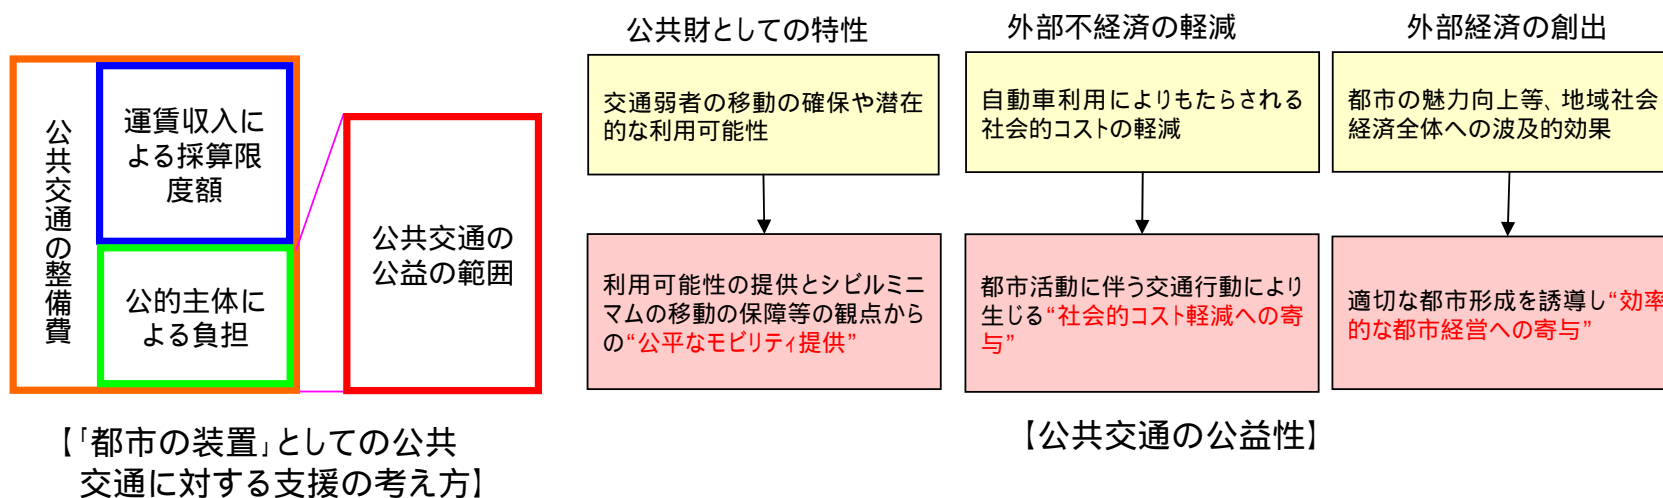 公共交通の整備費
運賃収入に
よる採算限
度額
公的主体に
よる負担
公共交通の
公益の範囲
【「都市の装置」としての公共
交通に対する支援の考え方】
公共財としての特性
交通弱者の移動の確保や潜在
的な利用可能性
利用可能性の提供とシビルミニ
マムの移動の保障等の観点から
の“公平なモビリティ提供”
外部不経済の軽減
自動車利用によりもたらされる
社会的コストの軽減
都市活動に伴う交通行動により
生じる“社会的コスト軽減への寄
与”
外部経済の創出
都市の魅力向上等、地域社会
経済全体への波及的効果
適切な都市形成を誘導し“効率
的な都市経営への寄与”
【公共交通の公益性】